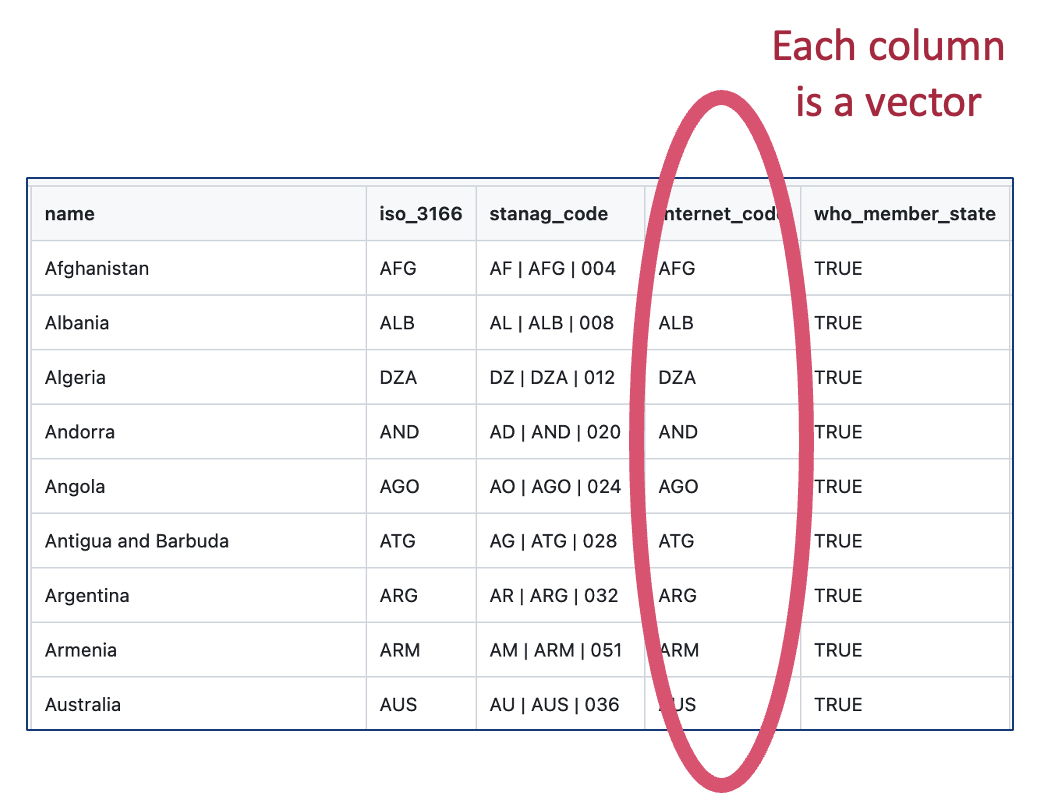 Each column
is a vector
name iso_3166 stanag_code internet_code who_member_state
Afghanistan AFG AF | AFG | 004 AFG TRUE
Albania ALB AL | ALB | 008 ALB TRUE
Algeria DZA DZ | DZA | 012 DZA TRUE
Andorra AND AD | AND | 020 AND TRUE
Angola AGO AO | AGO | 024 AGO TRUE
Antigua and Barbuda ATG AG | ATG | 028 ATG TRUE
Argentina ARG AR | ARG | 032 ARG TRUE
Armenia ARM AM | ARM | 051 ARM TRUE
Australia AUS AU | AUS | 036 AUS TRUE